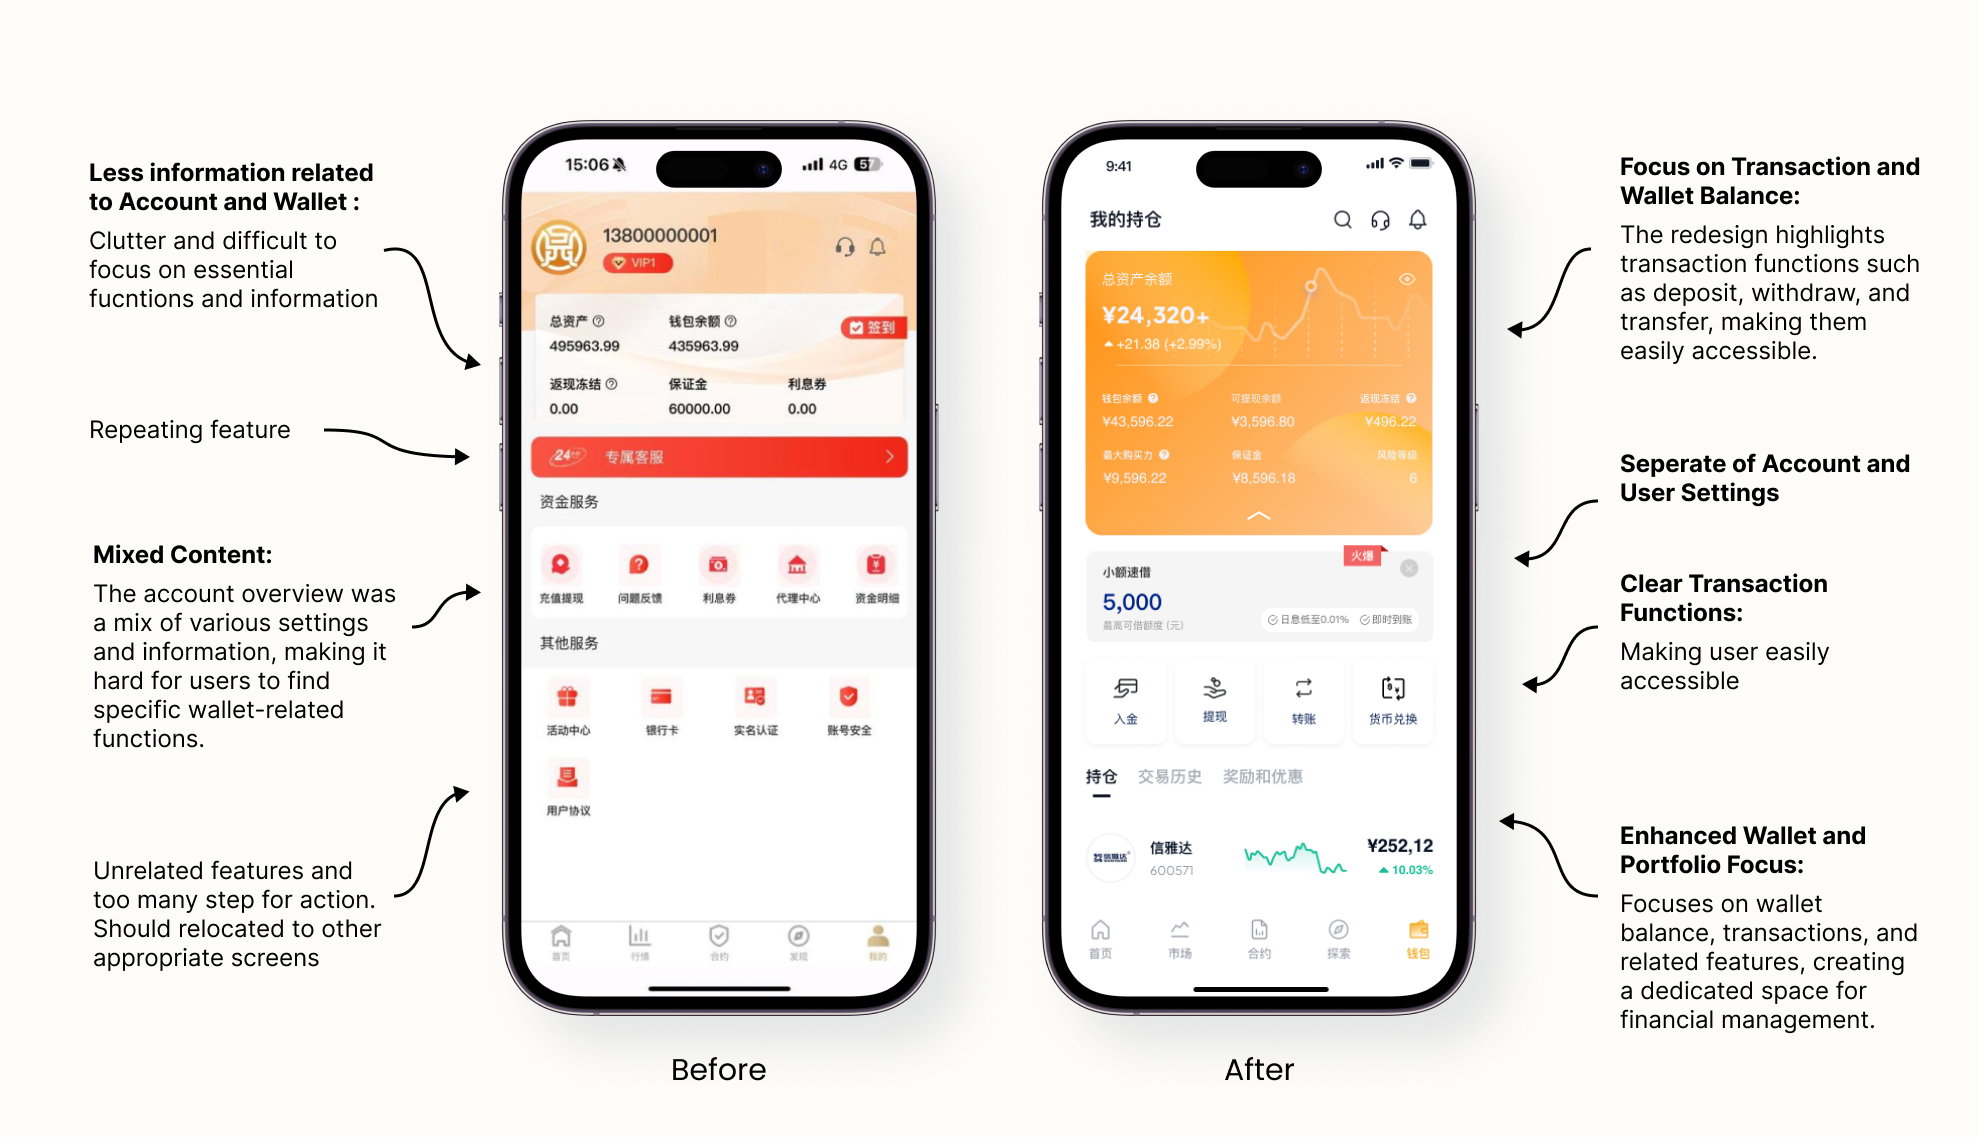 Less information related
to Account and Wallet :
Clutter and difficult to
focus on essential
fucntions and information
Repeating feature
Mixed Content:
The account overview was
a mix of various settings
and information, making it
hard for users to find
specific wallet-related
functions.
Unrelated features and
too many step for action.
Should relocated to other
appropriate screens
15:06 4G 57
13800000001
VIP1
总资产 钱包余额 签到
495963.99 435963.99
返现冻结 保证金 利息券
0.00 60000.00 0.00
24 专属客服
资金服务
充值提现 问题反馈 利息券 代理中心 资金明细
其他服务
活动中心 银行卡 实名认证 账号安全
用户协议
首页 行情 合约 发现 我的
Before
9:41
我的持仓
总资产余额
¥24,320+
+21.38 (+2.99%)
钱包余额 可提现余额 返现冻结
¥43,596.22 ¥3,596.80 ¥496.22
最大购买力 保证金 风险等级
¥9,596.22 ¥8,596.18 6
火爆
小额速借
5,000
最高可借额度 (元) 日息低至0.01% 即时到账
入金 提现 转账 货币兑换
持仓 交易历史 奖励和优惠
信雅达 ¥252,12
600571 10.03%
首页 市场 合约 探索 钱包
After
Focus on Transaction and
Wallet Balance:
The redesign highlights
transaction functions such
as deposit, withdraw, and
transfer, making them
easily accessible.
Seperate of Account and
User Settings
Clear Transaction
Functions:
Making user easily
accessible
Enhanced Wallet and
Portfolio Focus:
Focuses on wallet
balance, transactions, and
related features, creating
a dedicated space for
financial management.